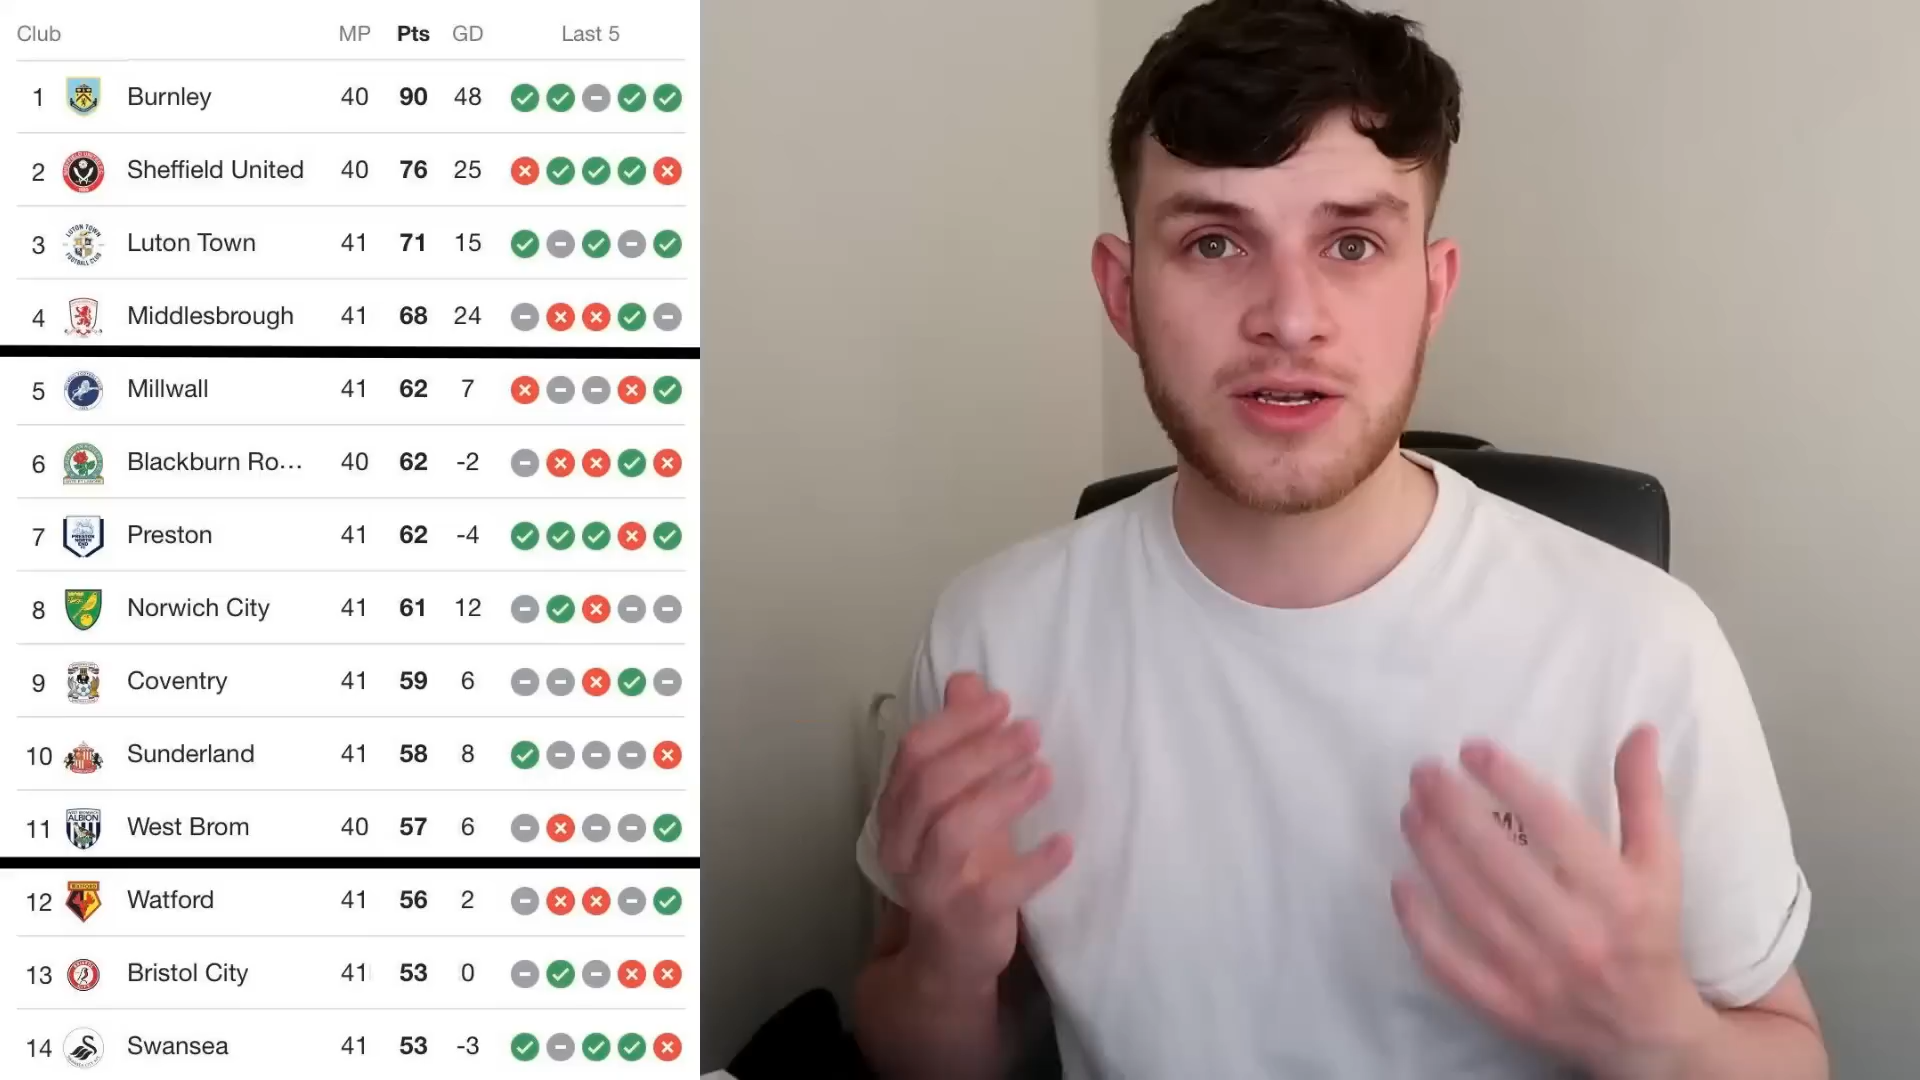 Club MP Pts GD Last 5
1 Burnley 40 90 48
2 Sheffield United 40 76 25
3 Luton Town 41 71 15
4 Middlesbrough 41 68 24
5 Millwall 41 62 7
6 Blackburn Ro... 40 62 -2
7 Preston 41 62 -4
8 Norwich City 41 61 12
9 Coventry 41 59 6
10 Sunderland 41 58 8
11 West Brom 40 57 6
12 Watford 41 56 2
13 Bristol City 41 53 0
14 Swansea 41 53 -3